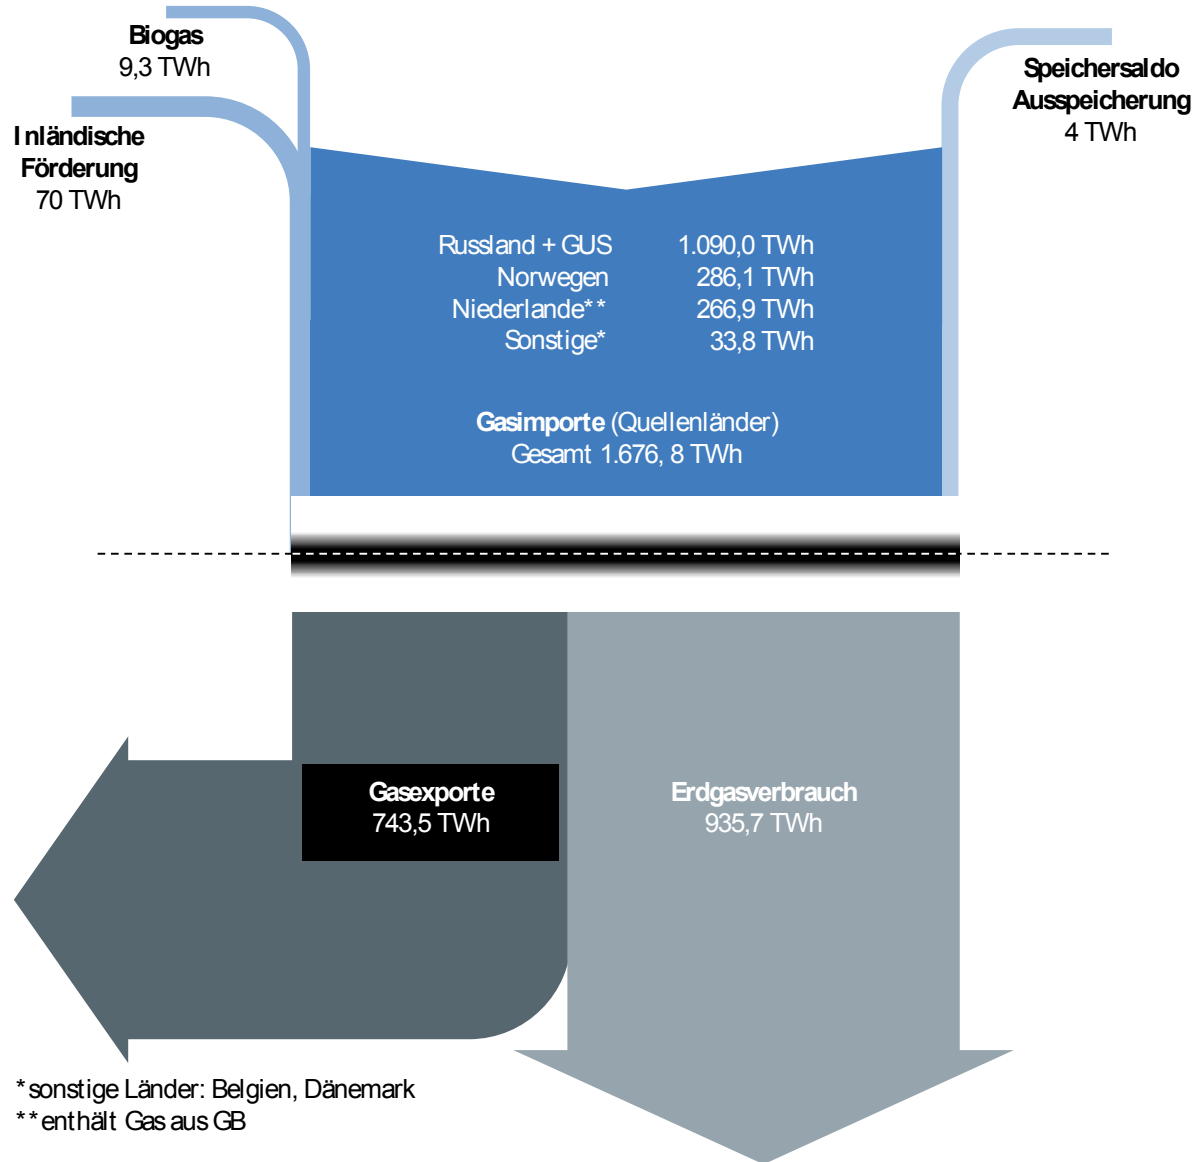 Biogas
9,3 TWh
Inländische
Förderung
70 TWh
Speichersaldo
Ausspeicherung
4 TWh
Russland + GUS 1.090,0 TWh
Norwegen 286,1 TWh
Niederlande** 266,9 TWh
Sonstige* 33,8 TWh
Gasimporte (Quellenländer)
Gesamt 1.676, 8 TWh
Gasexporte
743,5 TWh
Erdgasverbrauch
935,7 TWh
* sonstige Länder: Belgien, Dänemark
** enthält Gas aus GB